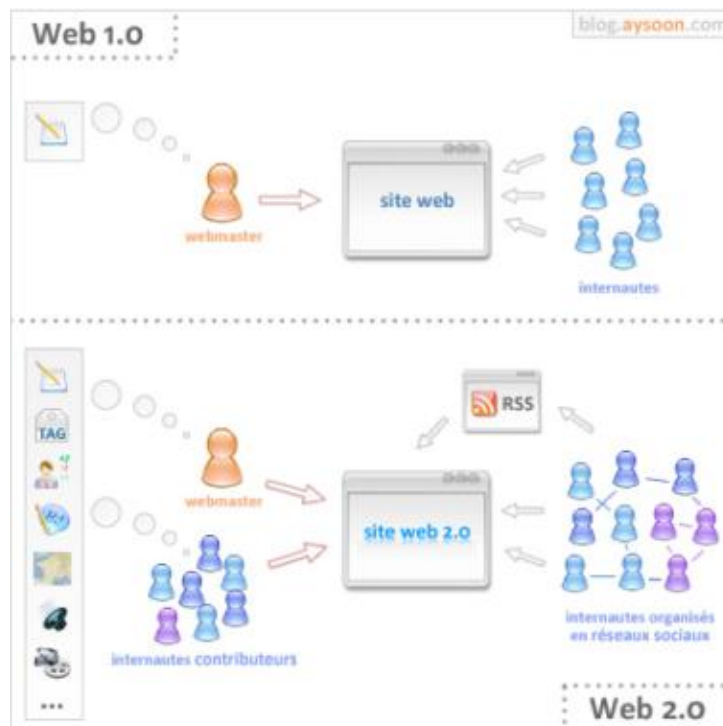 Web 1.0
blog.aysoon.com
site web
webmaster
internautes
TAG
RSS
webmaster
site web 2.0
internautes contributeurs
internautes organisés
en réseaux sociaux
...
Web 2.0